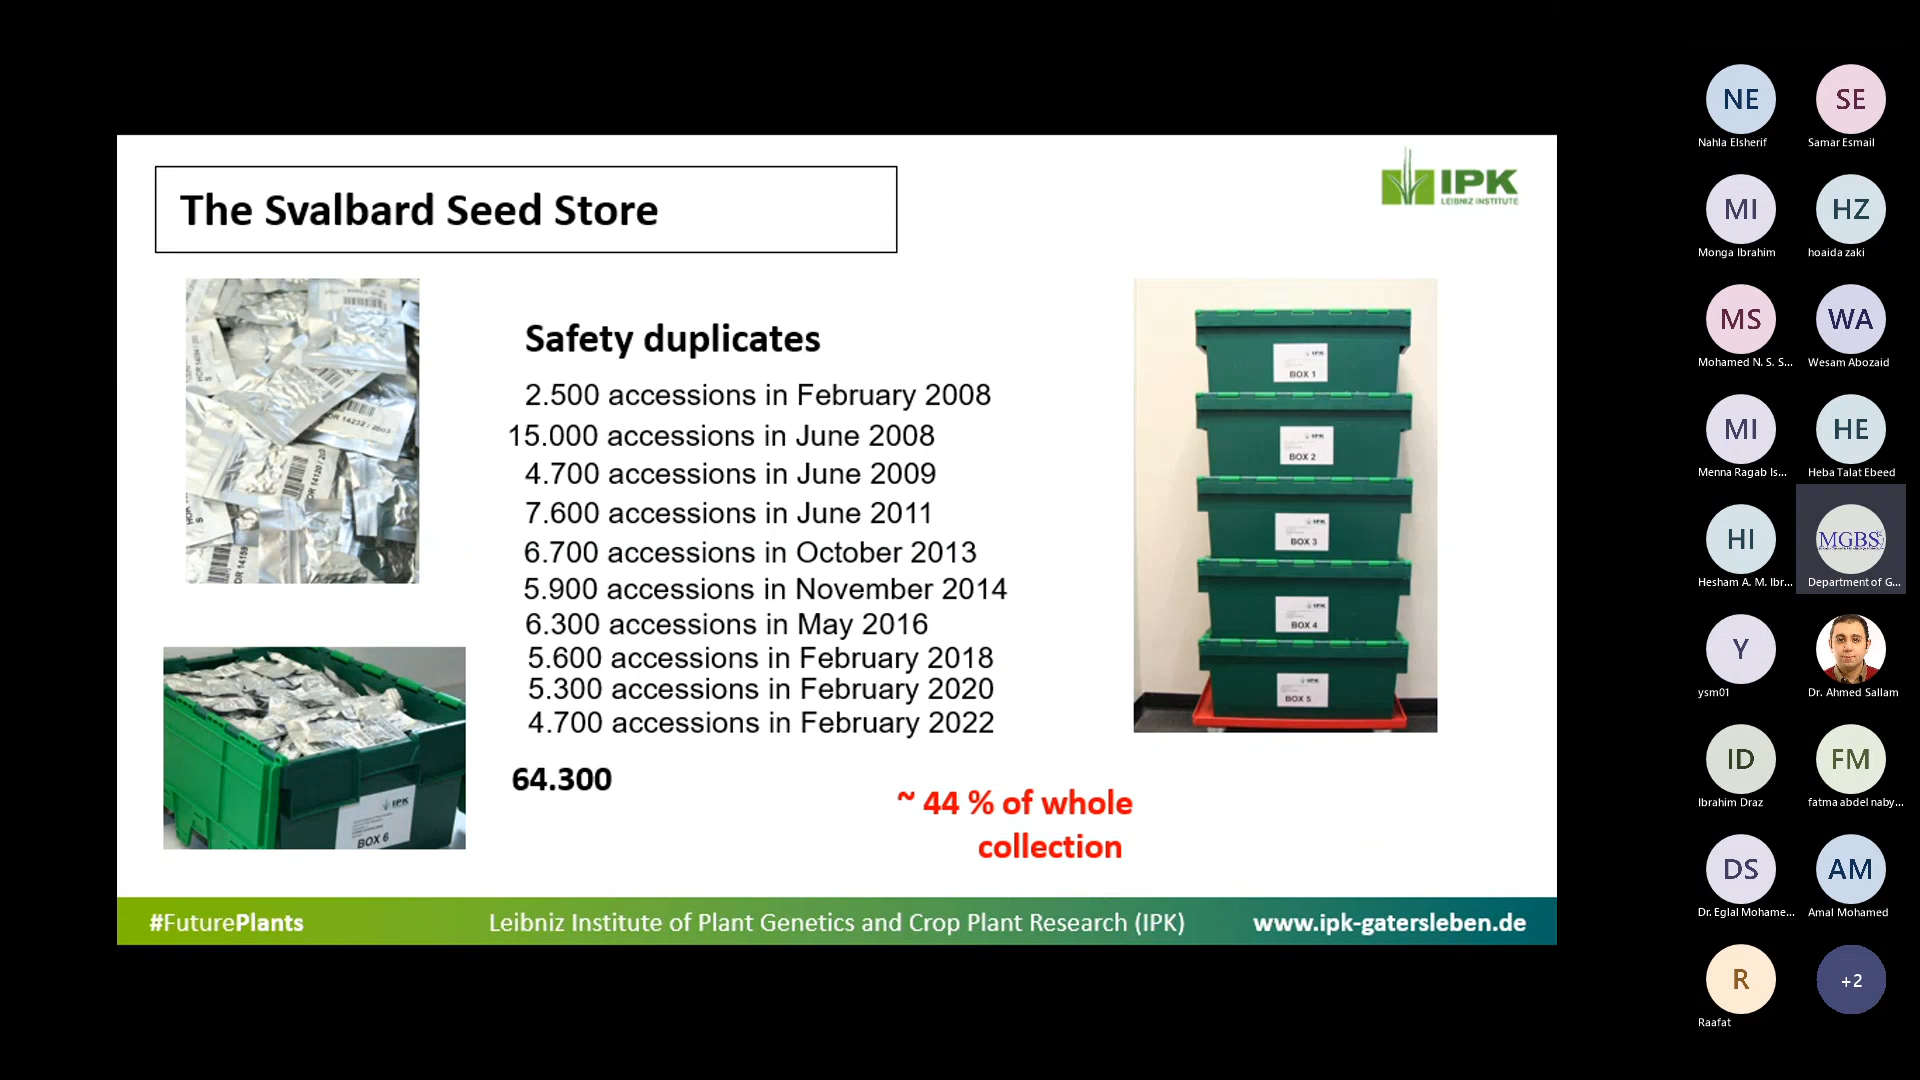 The Svalbard Seed Store
IPK
LEIBNIZ INSTITUTE
Safety duplicates
2.500 accessions in February 2008
15.000 accessions in June 2008
4.700 accessions in June 2009
7.600 accessions in June 2011
6.700 accessions in October 2013
5.900 accessions in November 2014
6.300 accessions in May 2016
5.600 accessions in February 2018
5.300 accessions in February 2020
4.700 accessions in February 2022
64.300
~ 44 % of whole
collection
IPK
BOX 1
IPK
BOX 2
IPK
BOX 3
IPK
BOX 4
IPK
BOX 5
IPK
BOX 6
#FuturePlants
Leibniz Institute of Plant Genetics and Crop Plant Research (IPK)
www.ipk-gatersleben.de
NE
Nahla Elsherif
SE
Samar Esmail
MI
Monga Ibrahim
HZ
hoaida zaki
MS
Mohamed N. S. S...
WA
Wesam Abozaid
MI
Menna Ragab Is...
HE
Heba Talat Ebeed
HI
Hesham A. M. Ibr...
MGBS
Department of G...
Y
ysm01
Dr. Ahmed Sallam
ID
Ibrahim Draz
FM
fatma abdel naby...
DS
Dr. Eglal Mohame...
AM
Amal Mohamed
R
Raafat
+2